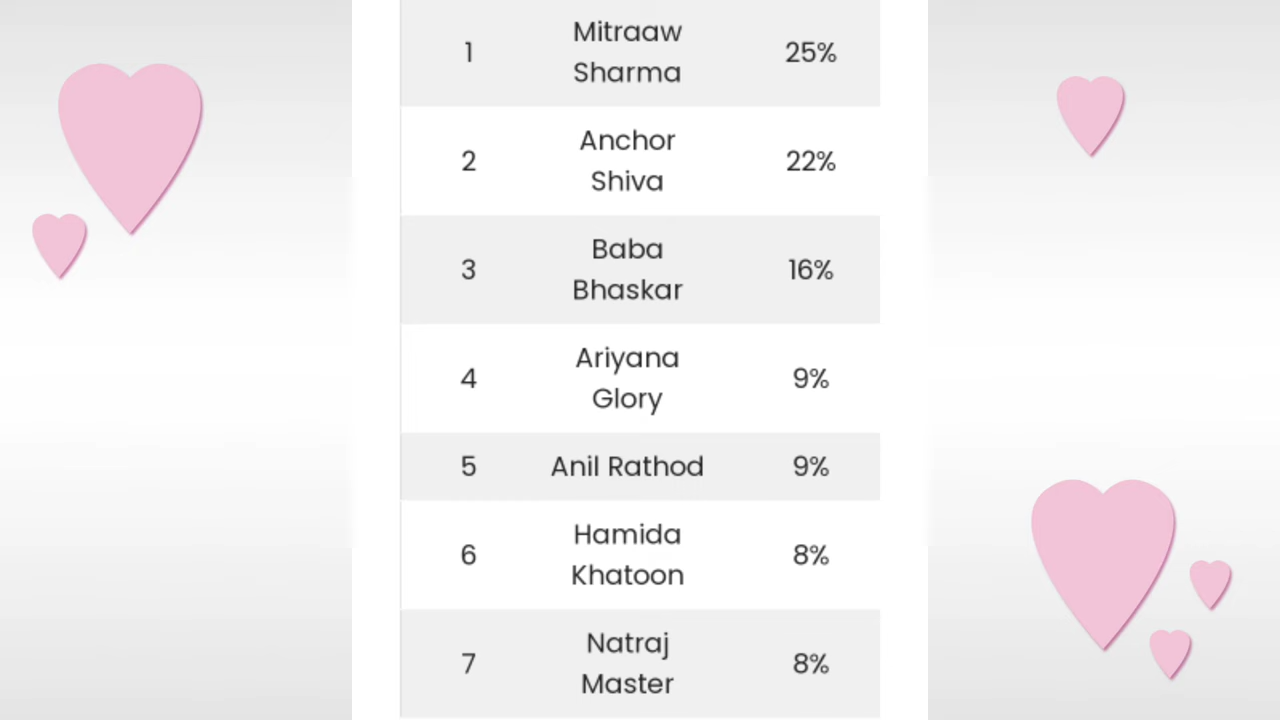 1 Mitraaw 25%
Sharma
2 Anchor 22%
Shiva
3 Baba 16%
Bhaskar
4 Ariyana 9%
Glory
5 Anil Rathod 9%
6 Hamida 8%
Khatoon
7 Natraj 8%
Master